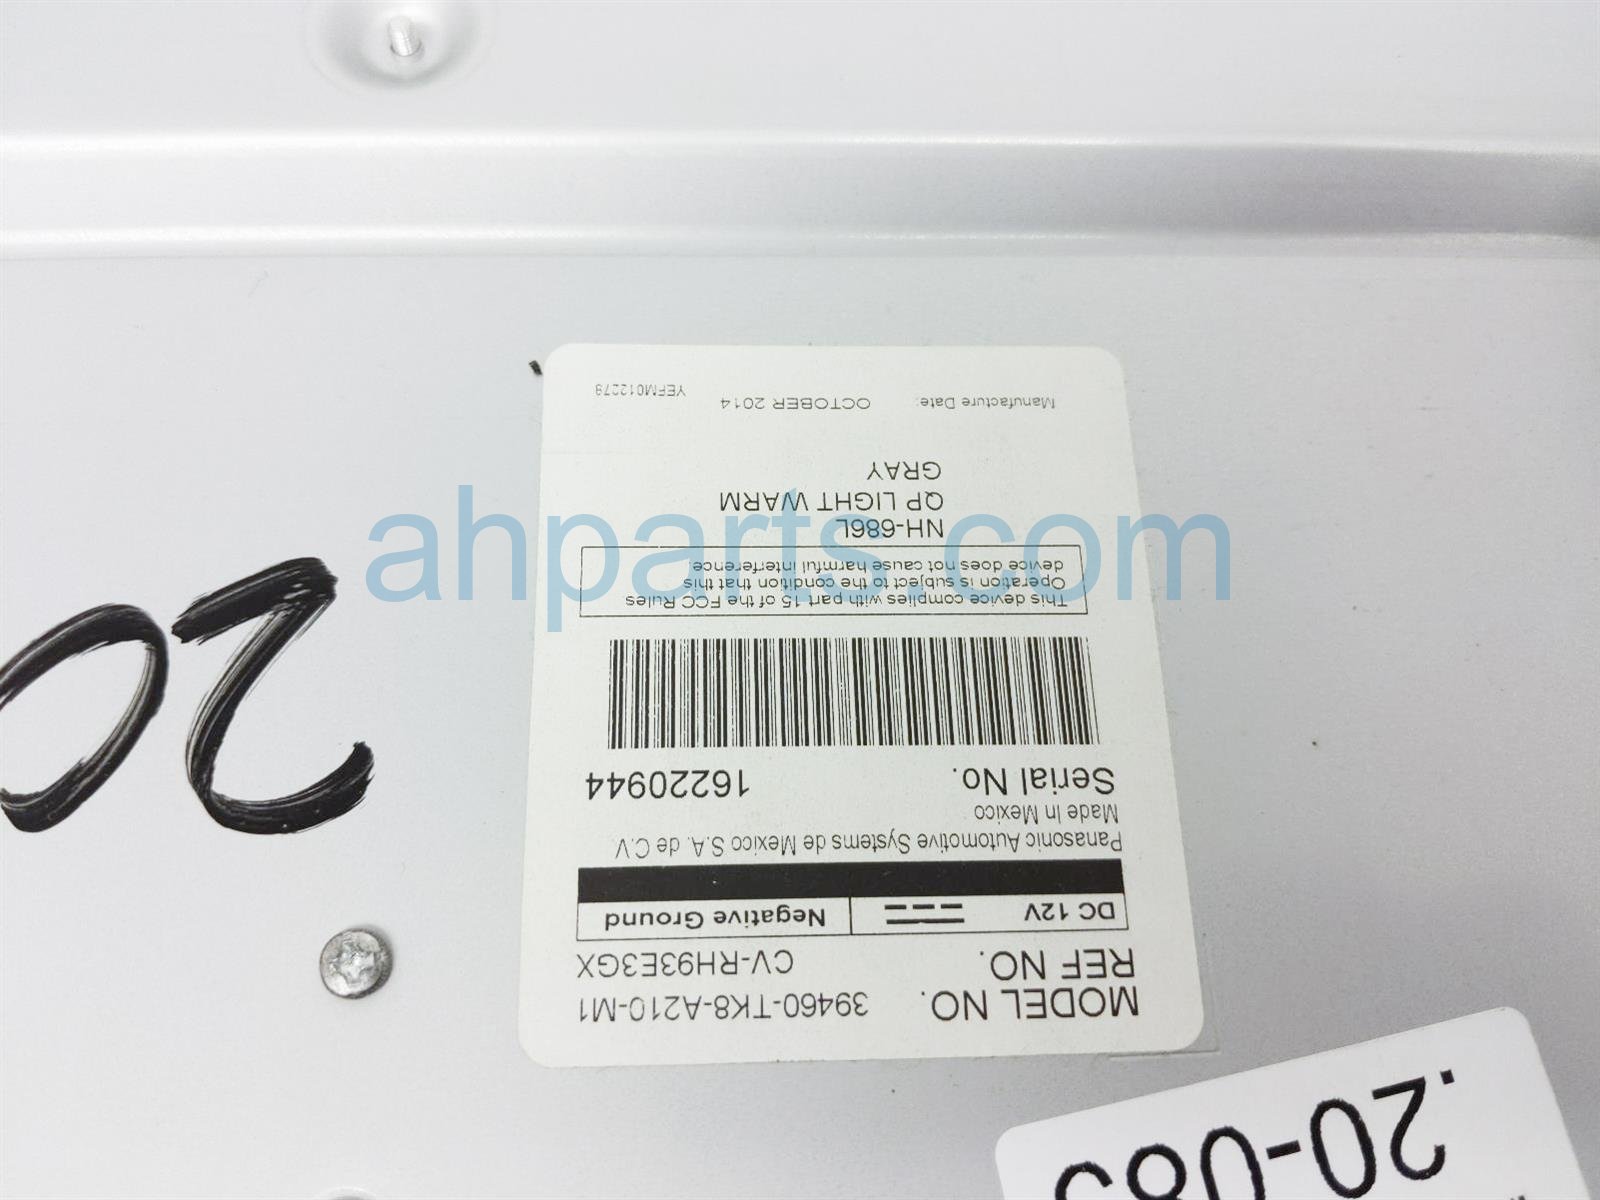 MODEL NO. 39460-TK8-A210-M1
REF NO. CV-RH93E3GX
DC 12V Negative Ground
Panasonic Automotive Systems de Mexico S.A. de C.V.
Made In Mexico
Serial No. 16220944
This device complies with part 15 of the FCC Rules
Operation is subject to the condition that this
device does not cause harmful interference.
NH-686L
QP LIGHT WARM
GRAY
Manufacture Date: OCTOBER 2014 YEFM012279
ahparts.com
20
.20-085